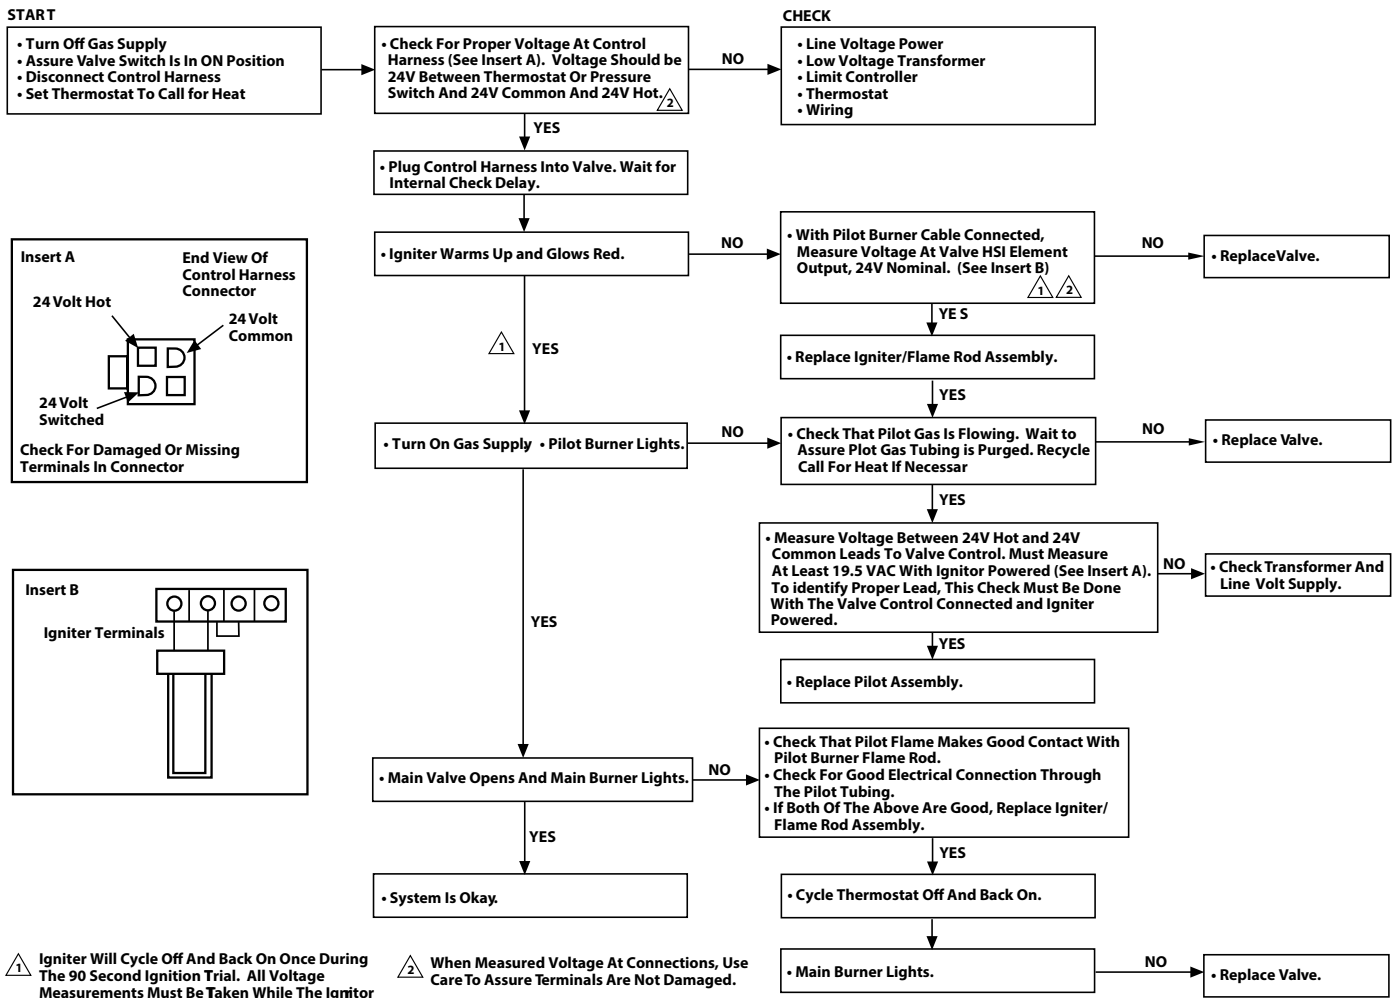 START
• Turn Off Gas Supply
• Assure Valve Switch Is In ON Position
• Disconnect Control Harness
• Set Thermostat To Call for Heat
• Check For Proper Voltage At Control
Harness (See Insert A). Voltage Should be
24V Between Thermostat Or Pressure
Switch And 24V Common And 24V Hot.
2
NO
CHECK
• Line Voltage Power
• Low Voltage Transformer
• Limit Controller
• Thermostat
• Wiring
YES
• Plug Control Harness Into Valve. Wait for
Internal Check Delay.
• Igniter Warms Up and Glows Red.
NO
• With Pilot Burner Cable Connected,
Measure Voltage At Valve HSI Element
Output, 24V Nominal. (See Insert B)
1 2
NO
• ReplaceValve.
YE S
• Replace Igniter/Flame Rod Assembly.
YES
1
YES
Insert A
End View Of
Control Harness
Connector
24 Volt Hot
24 Volt
Common
24 Volt
Switched
Check For Damaged Or Missing
Terminals In Connector
• Turn On Gas Supply • Pilot Burner Lights.
NO
• Check That Pilot Gas Is Flowing. Wait to
Assure Plot Gas Tubing is Purged. Recycle
Call For Heat If Necessar
NO
• Replace Valve.
YES
• Measure Voltage Between 24V Hot and 24V
Common Leads To Valve Control. Must Measure
At Least 19.5 VAC With Ignitor Powered (See Insert A).
To identify Proper Lead, This Check Must Be Done
With The Valve Control Connected and Igniter
Powered.
NO
• Check Transformer And
Line Volt Supply.
YES
• Replace Pilot Assembly.
Insert B
Igniter Terminals
YES
• Main Valve Opens And Main Burner Lights.
NO
• Check That Pilot Flame Makes Good Contact With
Pilot Burner Flame Rod.
• Check For Good Electrical Connection Through
The Pilot Tubing.
• If Both Of The Above Are Good, Replace Igniter/
Flame Rod Assembly.
YES
YES
• System Is Okay.
• Cycle Thermostat Off And Back On.
• Main Burner Lights.
NO
• Replace Valve.
1 Igniter Will Cycle Off And Back On Once During
The 90 Second Ignition Trial. All Voltage
Measurements Must Be Taken While The Ignitor
2 When Measured Voltage At Connections, Use
Care To Assure Terminals Are Not Damaged.